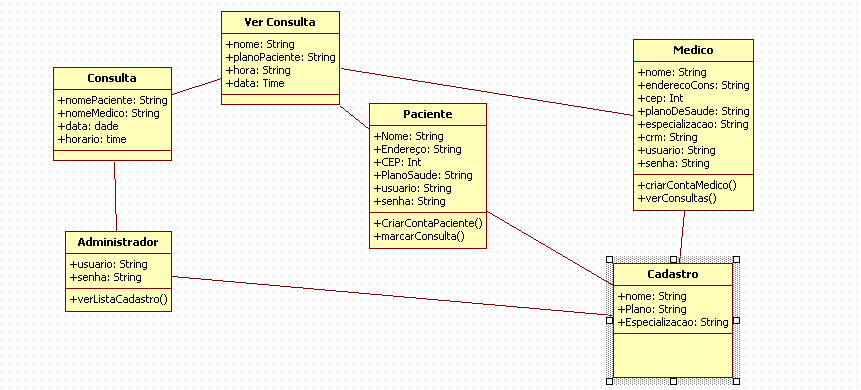 Ver Consulta
+nome: String
+planoPaciente: String
+hora: String
+data: Time
Consulta
+nomePaciente: String
+nomeMedico: String
+data: dade
+horario: time
Paciente
+Nome: String
+Endereço: String
+CEP: Int
+PlanoSaude: String
+usuario: String
+senha: String
+CriarContaPaciente()
+marcarConsulta()
Medico
+nome: String
+enderecoCons: String
+cep: Int
+planoDeSaude: String
+especializacao: String
+crm: String
+usuario: String
+senha: String
+criarContaMedico()
+verConsultas()
Administrador
+usuario: String
+senha: String
+verListaCadastro()
Cadastro
+nome: String
+Plano: String
+Especializacao: String